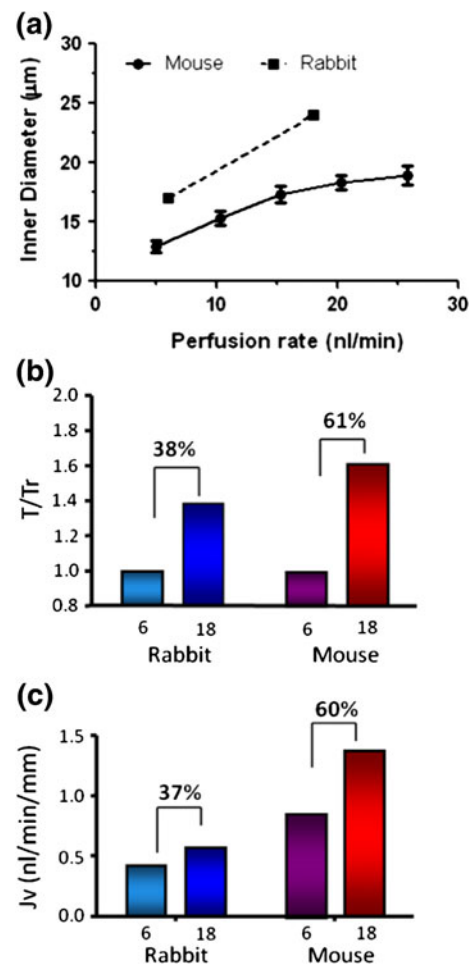 (a)
30
25
20
15
10
Inner Diameter (μm)
Mouse Rabbit
0 10 20 30
Perfusion rate (nl/min)
(b)
2.0
1.8
1.6
1.4
1.2
1.0
0.8
T/Tr
38%
61%
6 18 6 18
Rabbit Mouse
(c)
1.5
1.0
0.5
0.0
Jv (nl/min/mm)
37%
60%
6 18 6 18
Rabbit Mouse